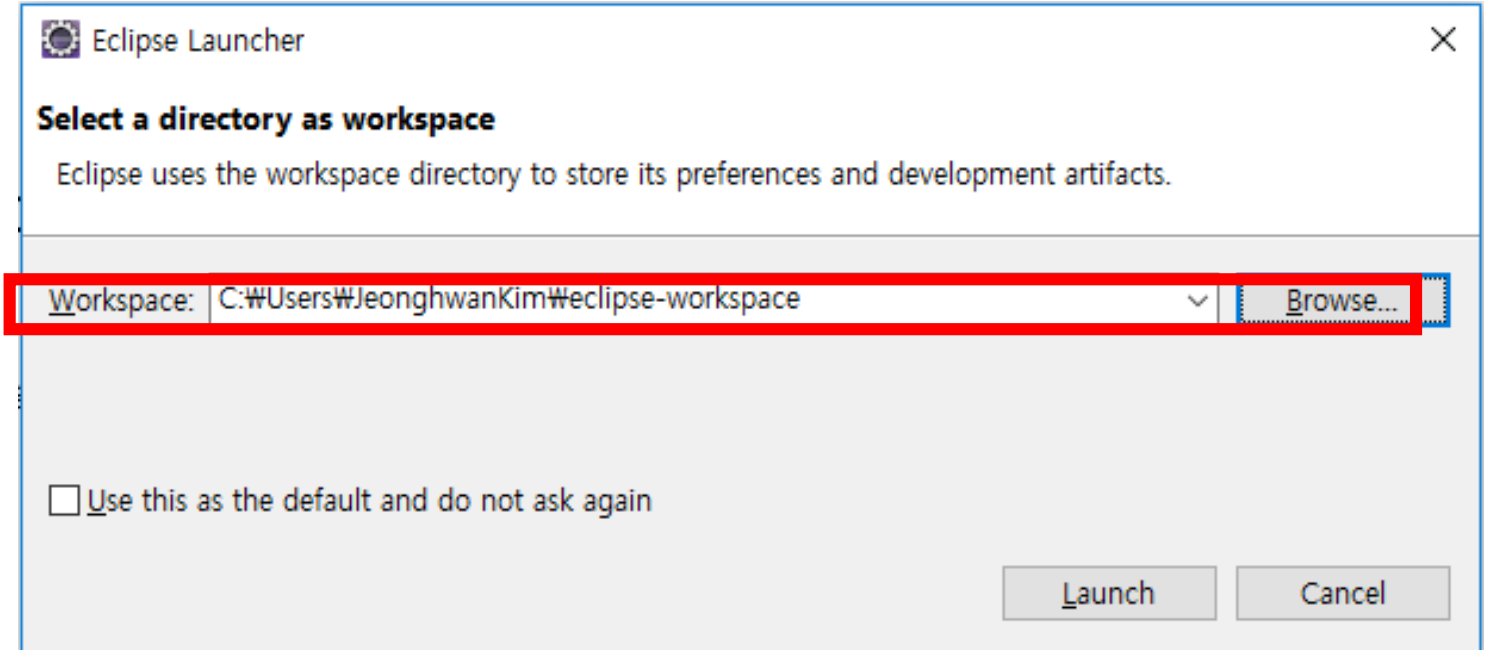 Eclipse Launcher
Select a directory as workspace
Eclipse uses the workspace directory to store its preferences and development artifacts.
Workspace: C:₩Users₩JeonghwanKim₩eclipse-workspace Browse...
Use this as the default and do not ask again
Launch Cancel